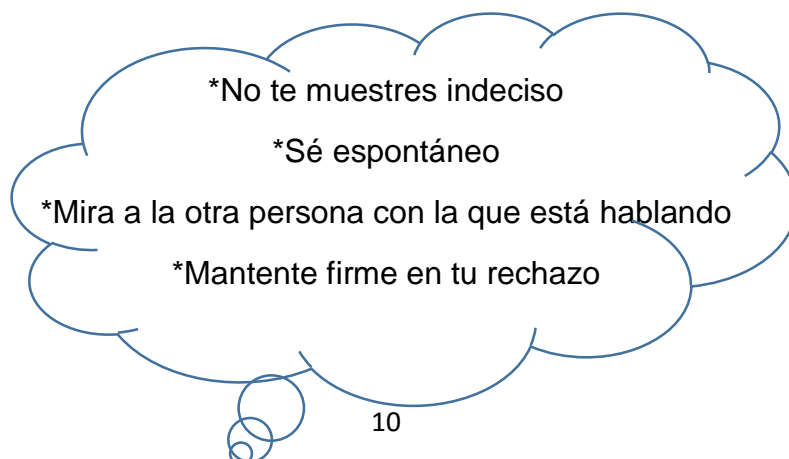 *No te muestres indeciso
*Sé espontáneo
*Mira a la otra persona con la que está hablando
*Mantente firme en tu rechazo
10